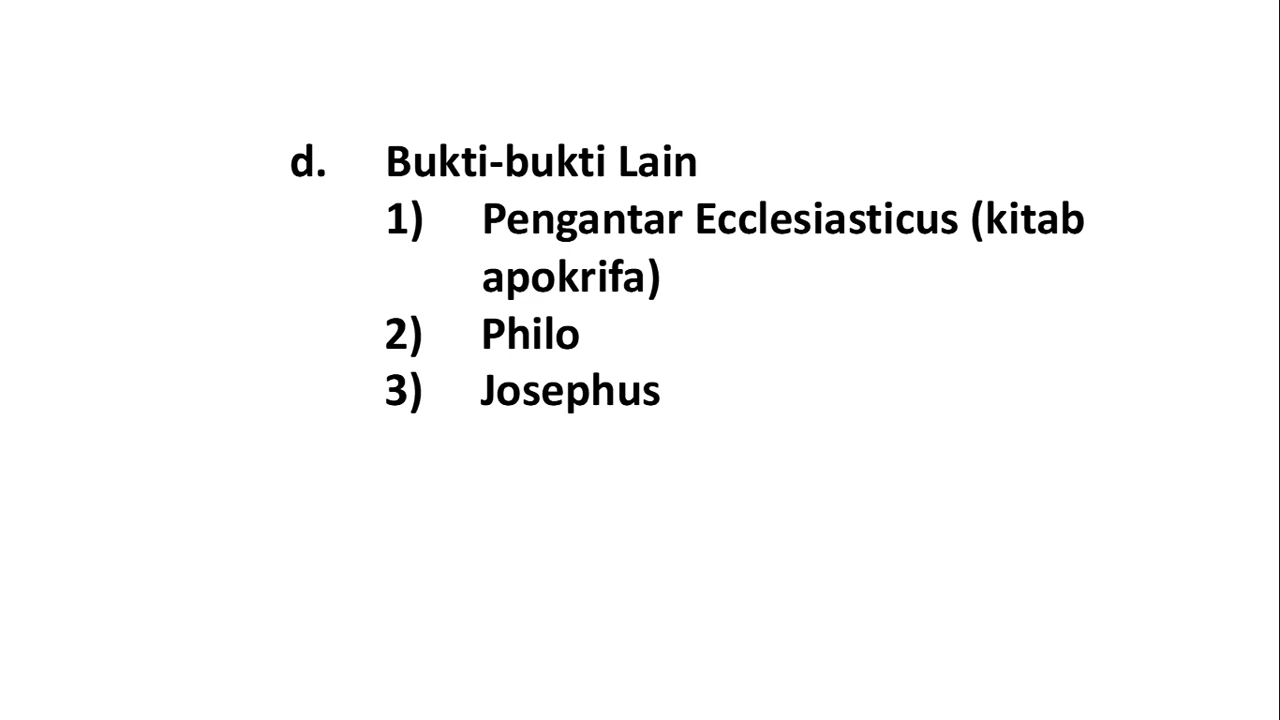 d. Bukti-bukti Lain
1) Pengantar Ecclesiasticus (kitab
apokrifa)
2) Philo
3) Josephus